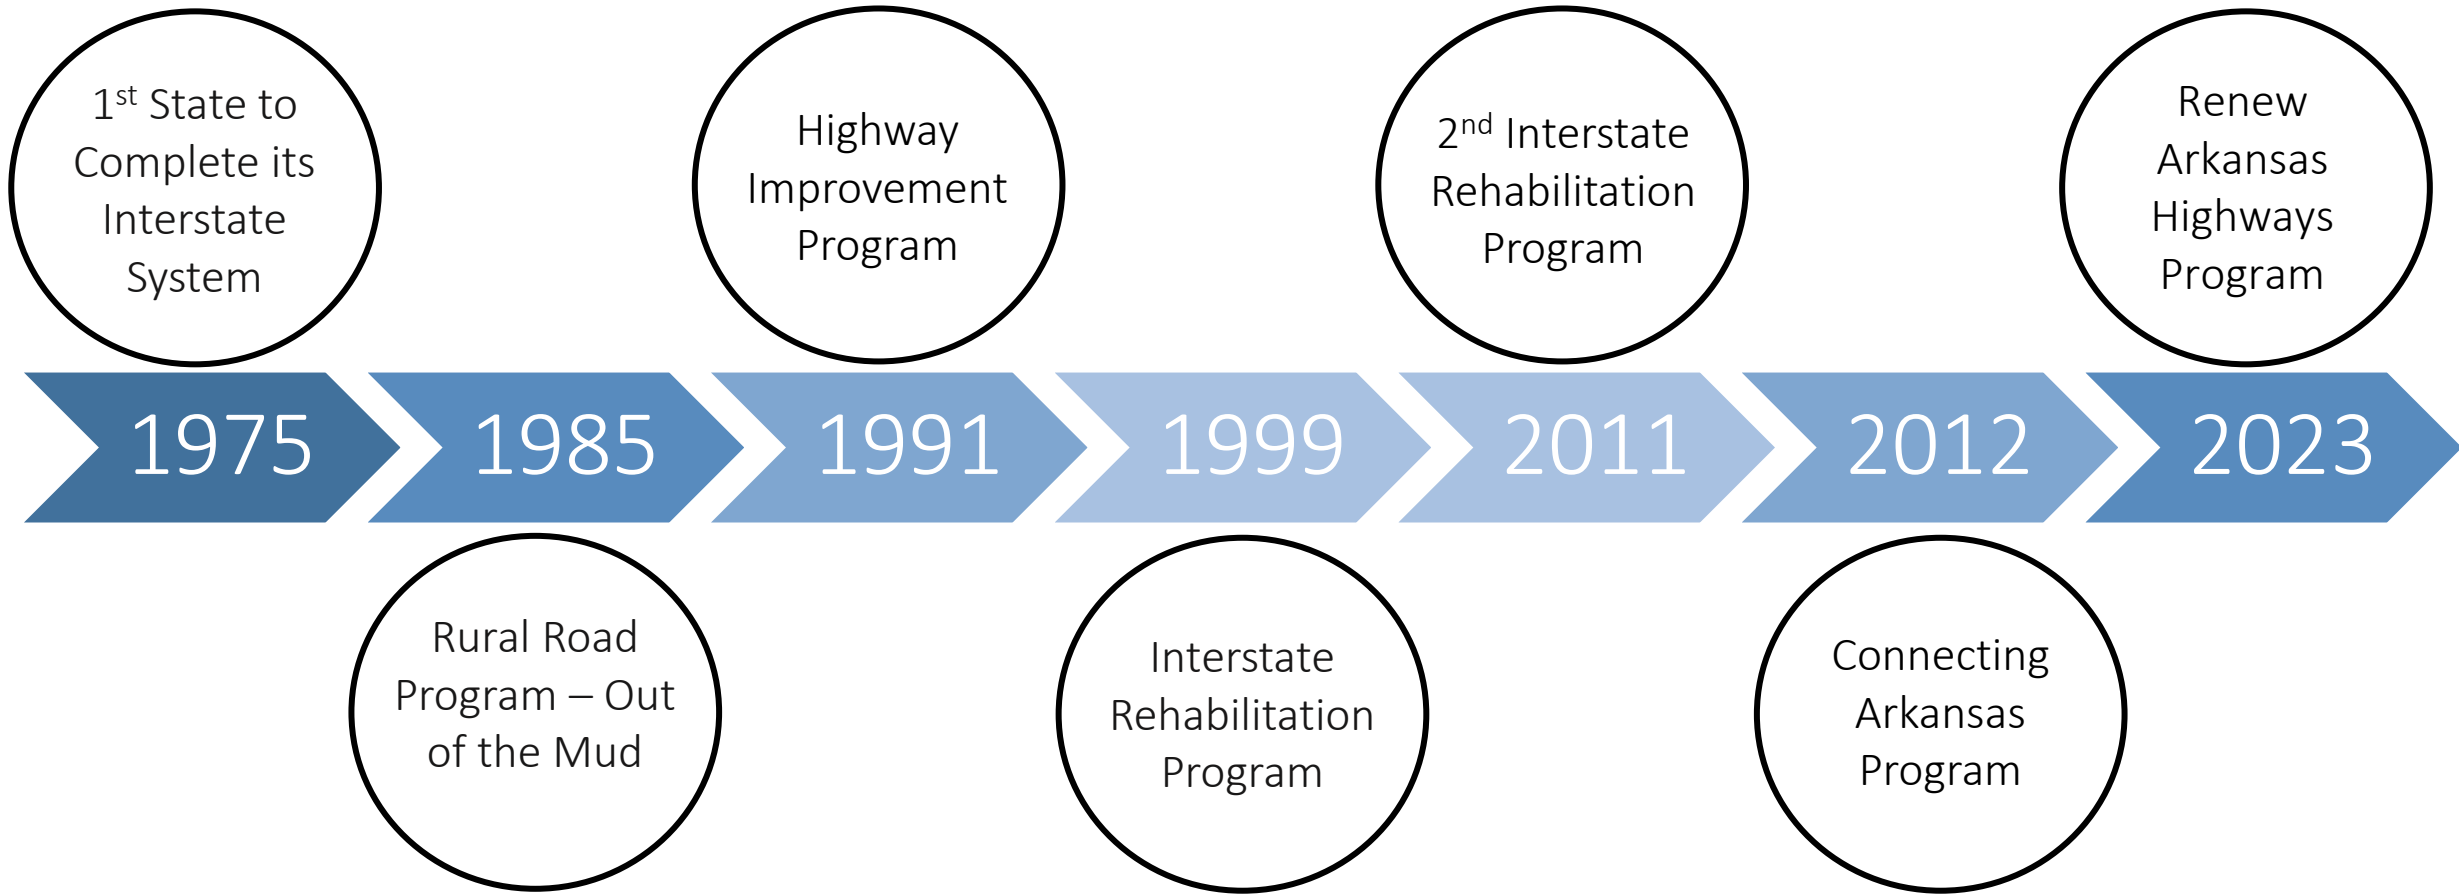 1st State to
Complete its
Interstate
System
Highway
Improvement
Program
2nd Interstate
Rehabilitation
Program
Renew
Arkansas
Highways
Program
1975
1985
1991
1999
2011
2012
2023
Rural Road
Program – Out
of the Mud
Interstate
Rehabilitation
Program
Connecting
Arkansas
Program